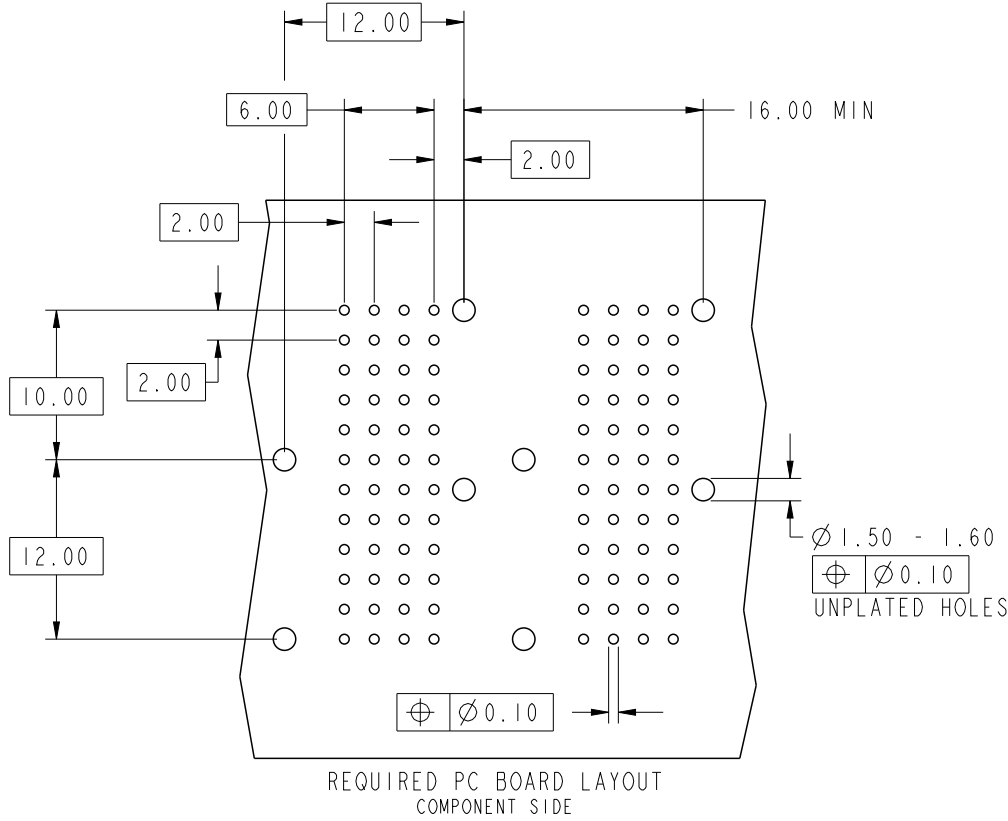 12.00
6.00
16.00 MIN
2.00
2.00
2.00
10.00
12.00
Ø1.50 - 1.60
⌖ Ø0.10
UNPLATED HOLES
⌖ Ø0.10
REQUIRED PC BOARD LAYOUT
COMPONENT SIDE